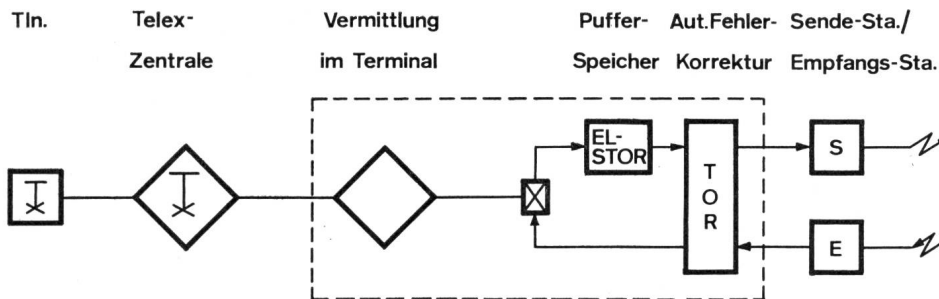 Tln.
Telex-
Zentrale
Vermittlung
im Terminal
Puffer-
Speicher
Aut.Fehler-
Korrektur
Sende-Sta./
Empfangs-Sta.
EL-
STOR
T
O
R
S
E